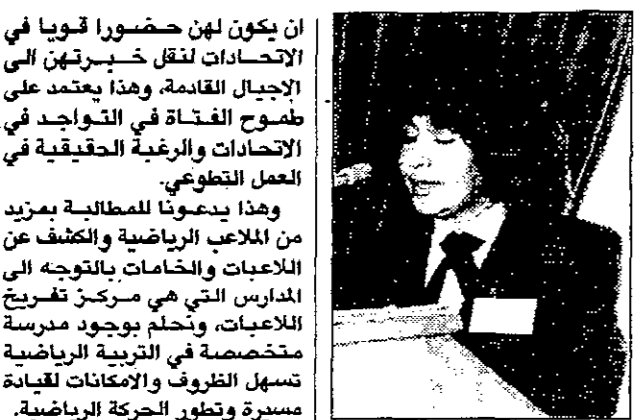 ان يكون لهن حضورا قويا في
الاتحادات لنقل خبرتهن الى
الاجيال القادمة، وهذا يعتمد على
طموح الفتاة في التواجد في
الاتحادات والرغبة الحقيقية في
العمل التطوعي.
وهذا يدعونا للمطالبة بمزيد
من الملاعب الرياضية والكشف عن
اللاعبات والخامات بالتوجه الى
المدارس التي هي مركز تفريخ
اللاعبات، ونحلم بوجود مدرسة
متخصصة في التربية الرياضية
تسهل الظروف والامكانات لقيادة
مسيرة وتطور الحركة الرياضية.